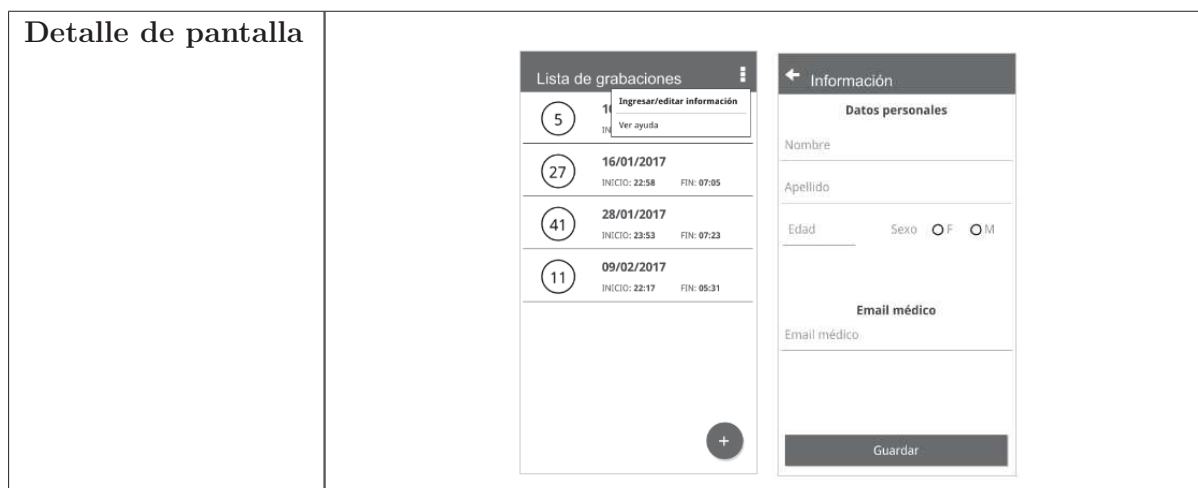 Detalle de pantalla
Lista de grabaciones
Ingresar/editar información
Ver ayuda
5
27
16/01/2017
INICIO: 22:58 FIN: 07:05
41
28/01/2017
INICIO: 23:53 FIN: 07:23
11
09/02/2017
INICIO: 22:17 FIN: 05:31
+
Información
Datos personales
Nombre
Apellido
Edad Sexo F M
Email médico
Email médico
Guardar